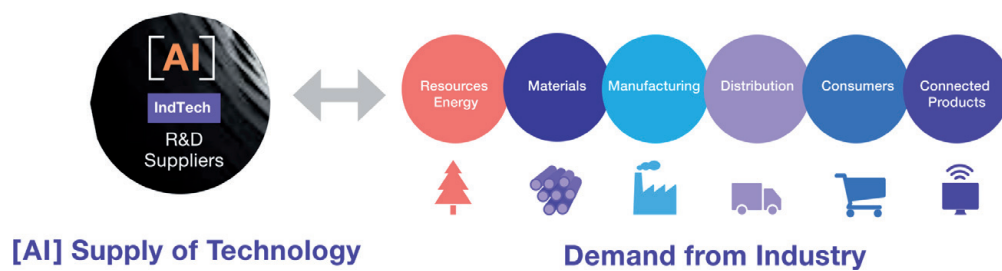 [AI]
IndTech
R&D
Suppliers
Resources
Energy
Materials
Manufacturing
Distribution
Consumers
Connected
Products
[AI] Supply of Technology
Demand from Industry